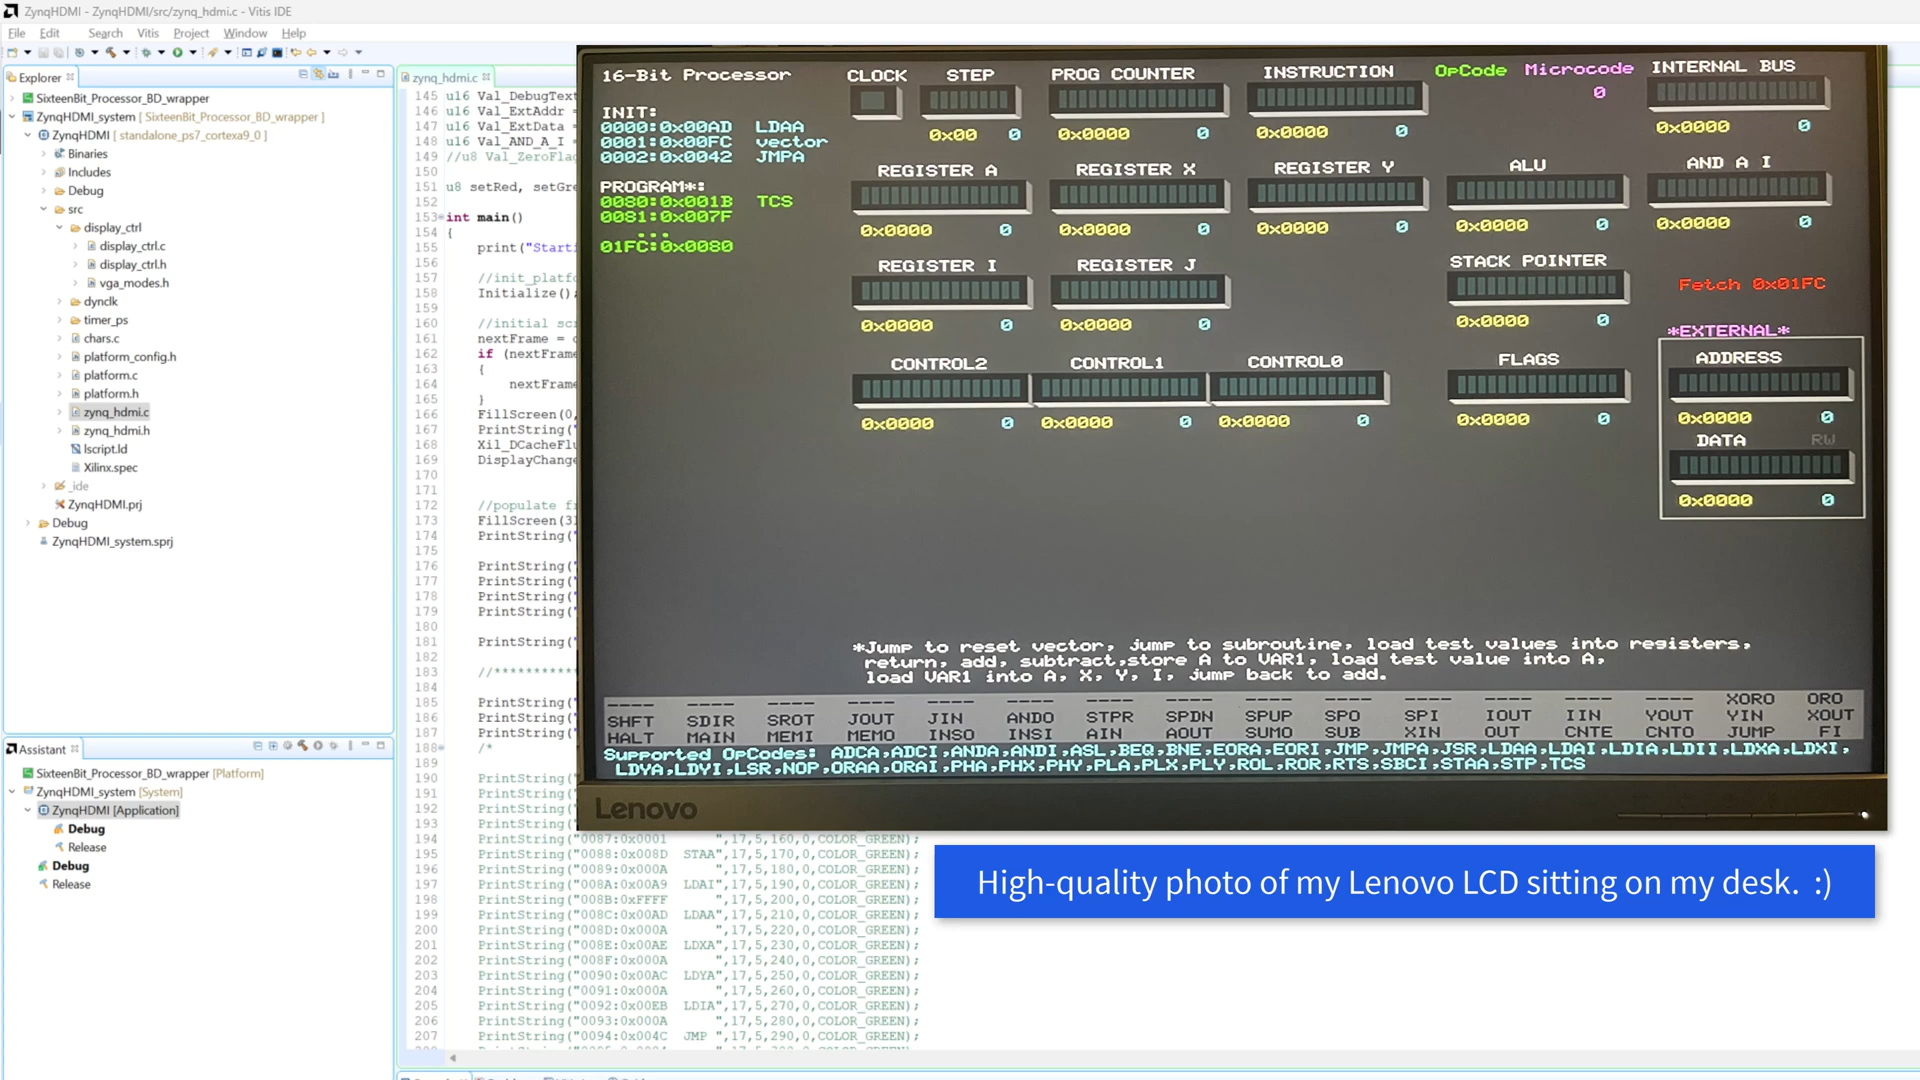 ZynqHDMI - ZynqHDMI/src/zynq_hdmi.c - Vitis IDE
File Edit Search Xilinx Project Window Help
Explorer
SixteenBit_Processor_BD_wrapper
ZynqHDMI_system [ SixteenBit_Processor_BD_wrapper ]
ZynqHDMI [ standalone_ps7_cortexa9_0 ]
Binaries
Includes
Debug
src
display_ctrl
display_ctrl.c
display_ctrl.h
vga_modes.h
dynclk
timer_ps
chars.c
platform_config.h
platform.c
platform.h
zynq_hdmi.c
zynq_hdmi.h
lscript.ld
Xilinx.spec
_ide
ZynqHDMI.prj
Debug
ZynqHDMI_system.sprj
Assistant
SixteenBit_Processor_BD_wrapper [Platform]
ZynqHDMI_system [System]
ZynqHDMI [Application]
Debug
Release
Debug
Release
zynq_hdmi.c
145 u16 Val_DebugText
146 u16 Val_ExtAddr =
147 u16 Val_ExtData =
148 u16 Val_AND_A_I =
149 //u8 Val_ZeroFlag
150
151 u8 setRed, setGre
152
153 int main()
154 {
155 print("Starti
156
157 //init_platfo
158 Initialize();
159
160 //initial scr
161 nextFrame = c
162 if (nextFrame
163 {
164 nextFrame
165 }
166 FillScreen(0,
167 PrintString("
168 Xil_DCacheFlu
169 DisplayChange
170
171
172 //populate fr
173 FillScreen(31
174 PrintString("
175
176 PrintString("
177 PrintString("
178 PrintString("
179 PrintString("
180
181 PrintString("
182
183 //***********
184
185 PrintString("
186 PrintString("
187 PrintString("
188 /*
189
190 PrintString("
191 PrintString("
192 PrintString("
193 PrintString("
194 PrintString("0087:0x0001 ",17,5,160,0,COLOR_GREEN);
195 PrintString("0088:0x008D STAA",17,5,170,0,COLOR_GREEN);
196 PrintString("0089:0x000A ",17,5,180,0,COLOR_GREEN);
197 PrintString("008A:0x00A9 LDAI",17,5,190,0,COLOR_GREEN);
198 PrintString("008B:0xFFFF ",17,5,200,0,COLOR_GREEN);
199 PrintString("008C:0x00AD LDAA",17,5,210,0,COLOR_GREEN);
200 PrintString("008D:0x000A ",17,5,220,0,COLOR_GREEN);
201 PrintString("008E:0x00AE LDXA",17,5,230,0,COLOR_GREEN);
202 PrintString("008F:0x000A ",17,5,240,0,COLOR_GREEN);
203 PrintString("0090:0x00AC LDYA",17,5,250,0,COLOR_GREEN);
204 PrintString("0091:0x000A ",17,5,260,0,COLOR_GREEN);
205 PrintString("0092:0x00EB LDIA",17,5,270,0,COLOR_GREEN);
206 PrintString("0093:0x000A ",17,5,280,0,COLOR_GREEN);
207 PrintString("0094:0x004C JMP ",17,5,290,0,COLOR_GREEN);
16-Bit Processor
INIT:
0000:0x00AD LDAA
0001:0x00FC vector
0002:0x0042 JMPA
PROGRAM*:
0080:0x001B TCS
0081:0x007F
...
01FC:0x0080
CLOCK STEP PROG COUNTER INSTRUCTION OpCode Microcode INTERNAL BUS
0
0x00 0 0x0000 0 0x0000 0 0x0000 0
REGISTER A REGISTER X REGISTER Y ALU AND A I
0x0000 0 0x0000 0 0x0000 0 0x0000 0 0x0000 0
REGISTER I REGISTER J STACK POINTER
Fetch 0x01FC
0x0000 0 0x0000 0 0x0000 0
*EXTERNAL*
CONTROL2 CONTROL1 CONTROL0 FLAGS ADDRESS
0x0000 0 0x0000 0 0x0000 0 0x0000 0 0x0000 0
DATA RW
0x0000 0
*Jump to reset vector, jump to subroutine, load test values into registers,
return, add, subtract,store A to VAR1, load test value into A,
load VAR1 into A, X, Y, I, jump back to add.
---- ---- ---- ---- ---- ---- ---- ---- ---- ---- ---- ---- ---- ---- XORO ORO
SHFT SDIR SROT JOUT JIN ANDO STPR SPDN SPUP SPO SPI IOUT IIN YOUT YIN XOUT
HALT MAIN MEMI MEMO INSO INSI AIN AOUT SUMO SUB XIN OUT CNTE CNTO JUMP FI
Supported OpCodes: ADCA,ADCI,ANDA,ANDI,ASL,BEQ,BNE,EORA,EORI,JMP,JMPA,JSR,LDAA,LDAI,LDIA,LDII,LDXA,LDXI,
LDYA,LDYI,LSR,NOP,ORAA,ORAI,PHA,PHX,PHY,PLA,PLX,PLY,ROL,ROR,RTS,SBCI,STAA,STP,TCS
Lenovo
High-quality photo of my Lenovo LCD sitting on my desk. :)